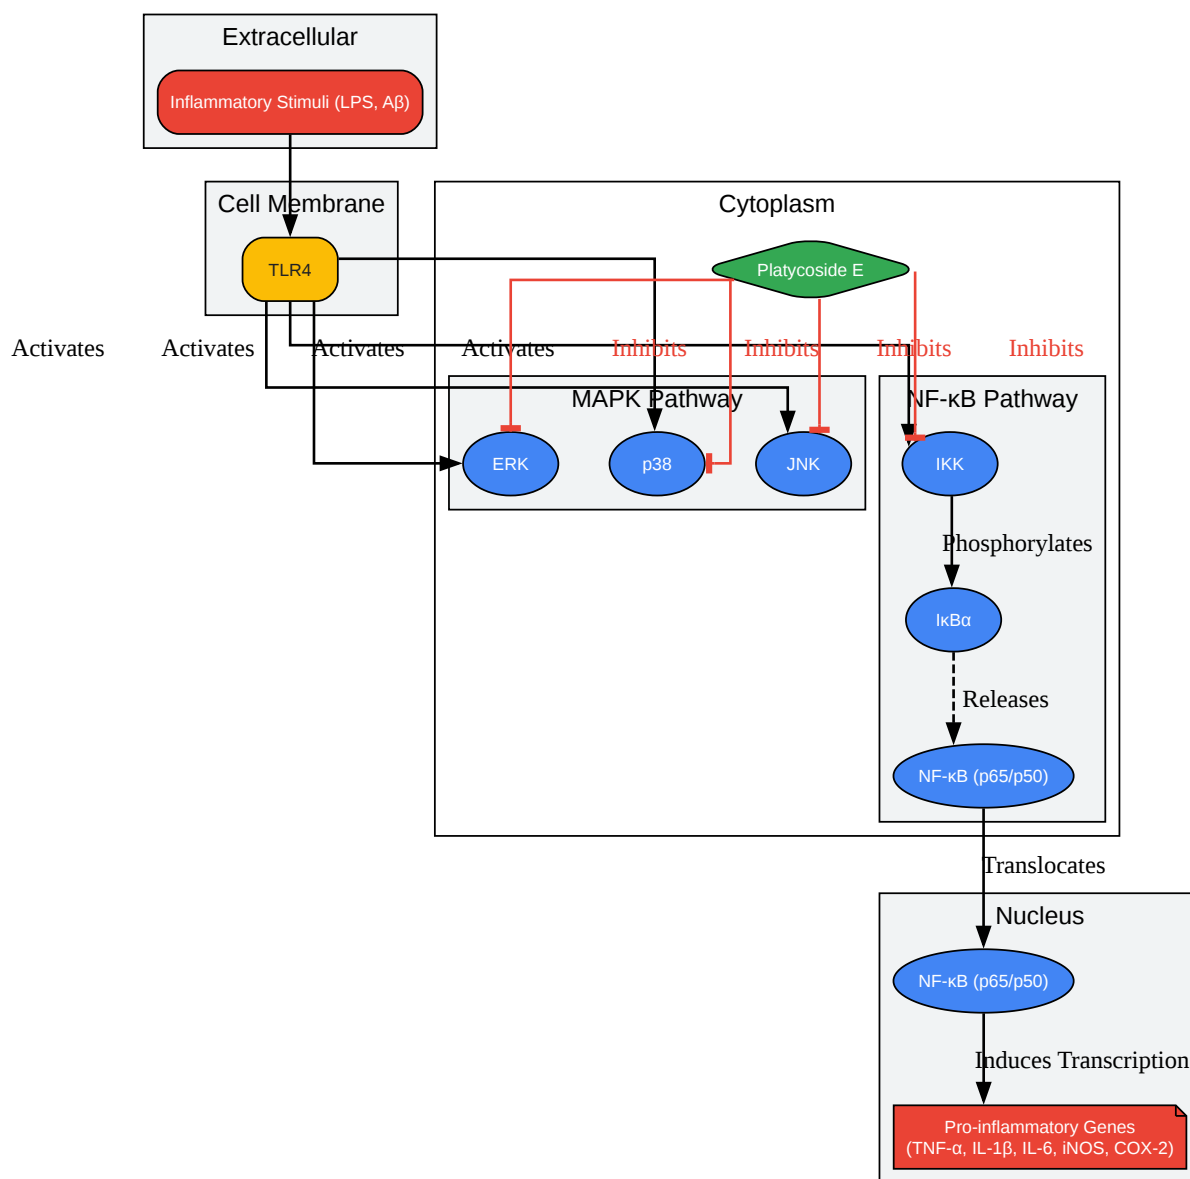 Extracellular
Inflammatory Stimuli (LPS, Aβ)
Cell Membrane
Cytoplasm
TLR4
Platycoside E
Activates
Activates
Activates
Activates
Inhibits
Inhibits
Inhibits
Inhibits
MAPK Pathway
NF-κB Pathway
ERK
p38
JNK
IKK
Phosphorylates
IκBα
Releases
NF-κB (p65/p50)
Translocates
Nucleus
NF-κB (p65/p50)
Induces Transcription
Pro-inflammatory Genes
(TNF-α, IL-1β, IL-6, iNOS, COX-2)